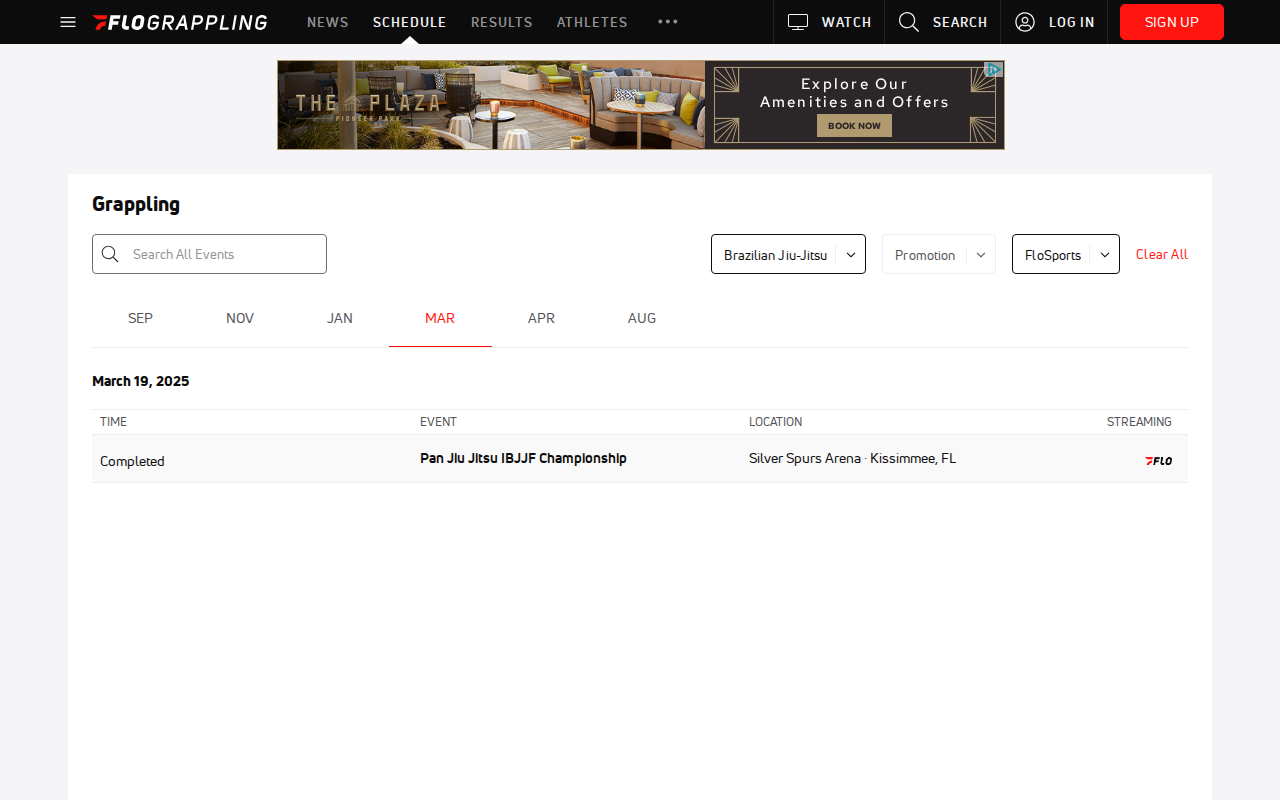 FLOGRAPPLING
NEWS
SCHEDULE
RESULTS
ATHLETES
WATCH
SEARCH
LOG IN
SIGN UP
THE PLAZA
PIONEER PARK
Explore Our
Amenities and Offers
BOOK NOW
Grappling
Search All Events
Brazilian Jiu-Jitsu
Promotion
FloSports
Clear All
SEP
NOV
JAN
MAR
APR
AUG
March 19, 2025
TIME
EVENT
LOCATION
STREAMING
Completed
Pan Jiu Jitsu IBJJF Championship
Silver Spurs Arena · Kissimmee, FL
FLO